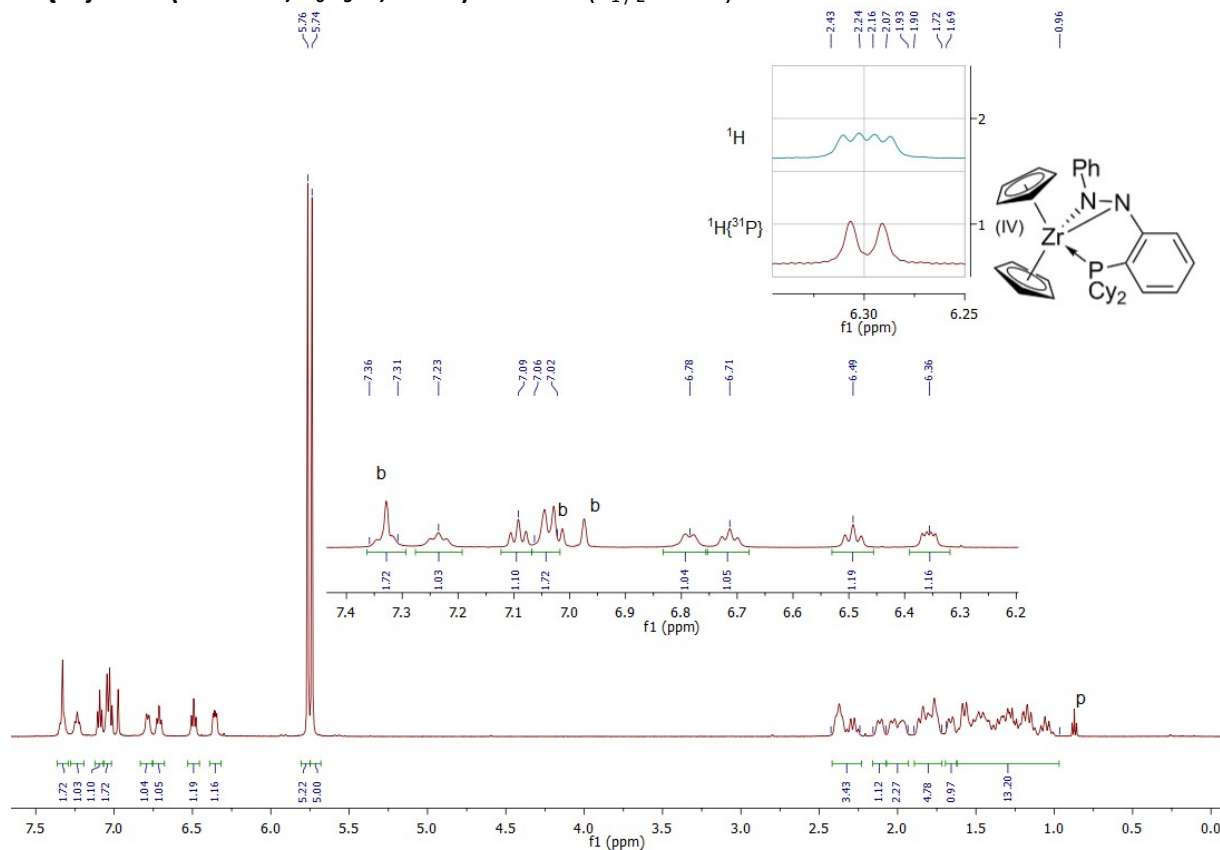 5.76
5.74
2.43
2.24
2.16
2.07
1.93
1.90
1.72
1.69
0.96
¹H
2
¹H{³¹P}
1
6.30 6.25
f1 (ppm)
Ph
N N
(IV)
Zr
P
Cy₂
7.36
7.31
7.23
7.09
7.06
7.02
6.78
6.71
6.49
6.36
b
b
b
1.72
1.03
1.10
1.72
1.04
1.05
1.19
1.16
7.4 7.3 7.2 7.1 7.0 6.9 6.8 6.7 6.6 6.5 6.4 6.3 6.2
f1 (ppm)
p
1.72
1.03
1.10
1.72
1.04
1.05
1.19
1.16
5.22
5.00
3.43
1.12
2.27
4.78
0.97
13.20
7.5 7.0 6.5 6.0 5.5 5.0 4.5 4.0 3.5 3.0 2.5 2.0 1.5 1.0 0.5 0.0
f1 (ppm)